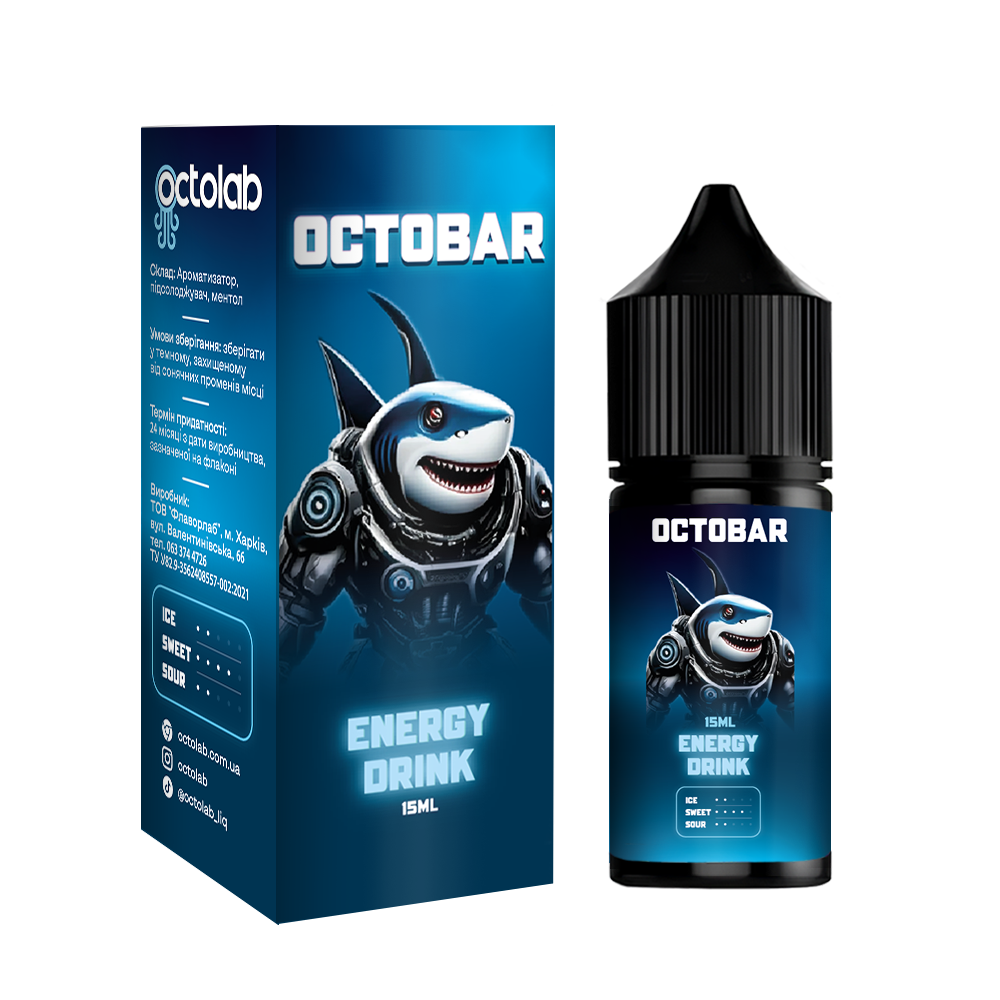 octolab
Склад: Ароматизатор,
підсолоджувач, ментол
Умови зберігання: зберігати
у темному, захищеному
від сонячних променів місці
Термін придатності:
24 місяці з дати виробництва,
зазначеної на флаконі
Виробник:
ТОВ "Флаворлаб", м. Харків,
вул. Валентинівська, 66
тел. 063 374 4726
ТУ У82.9-3562408557-002:2021
ICE
SWEET
SOUR
octolab.com.ua
octolab
@octolab_liq
OCTOBAR
ENERGY
DRINK
15ML
OCTOBAR
15ML
ENERGY
DRINK
ICE
SWEET
SOUR